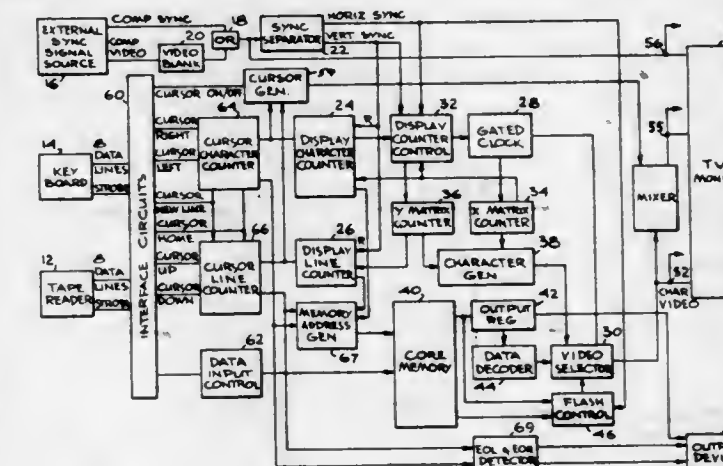 COMP SYNC
EXTERNAL
SYNC
SIGNAL
SOURCE
16
COMP
VIDEO
20
VIDEO
BLANK
18
OR
SYNC
SEPARATOR
22
HORIZ SYNC
VERT SYNC
56
60
CURSOR ON/OFF
CURSOR
GEN.
54
INTERFACE CIRCUITS
14
KEY
BOARD
8
DATA
LINES
STROBE
12
TAPE
READER
8
DATA
LINES
STROBE
CURSOR
RIGHT
CURSOR
LEFT
CURSOR
NEW LINE
CURSOR
HOME
CURSOR
UP
CURSOR
DOWN
64
CURSOR
CHARACTER
COUNTER
66
CURSOR
LINE
COUNTER
62
DATA
INPUT
CONTROL
24
R
DISPLAY
CHARACTER
COUNTER
26
R
DISPLAY
LINE
COUNTER
MEMORY
ADDRESS
GEN
67
32
DISPLAY
COUNTER
CONTROL
28
GATED
CLOCK
36
Y MATRIX
COUNTER
34
X MATRIX
COUNTER
38
CHARACTER
GEN
40
CORE
MEMORY
42
OUTPUT
REG
DATA
DECODER
44
30
VIDEO
SELECTOR
FLASH
CONTROL
46
69
EOL & EOM
DETECTOR
55
MIXER
52
CHAR
VIDEO